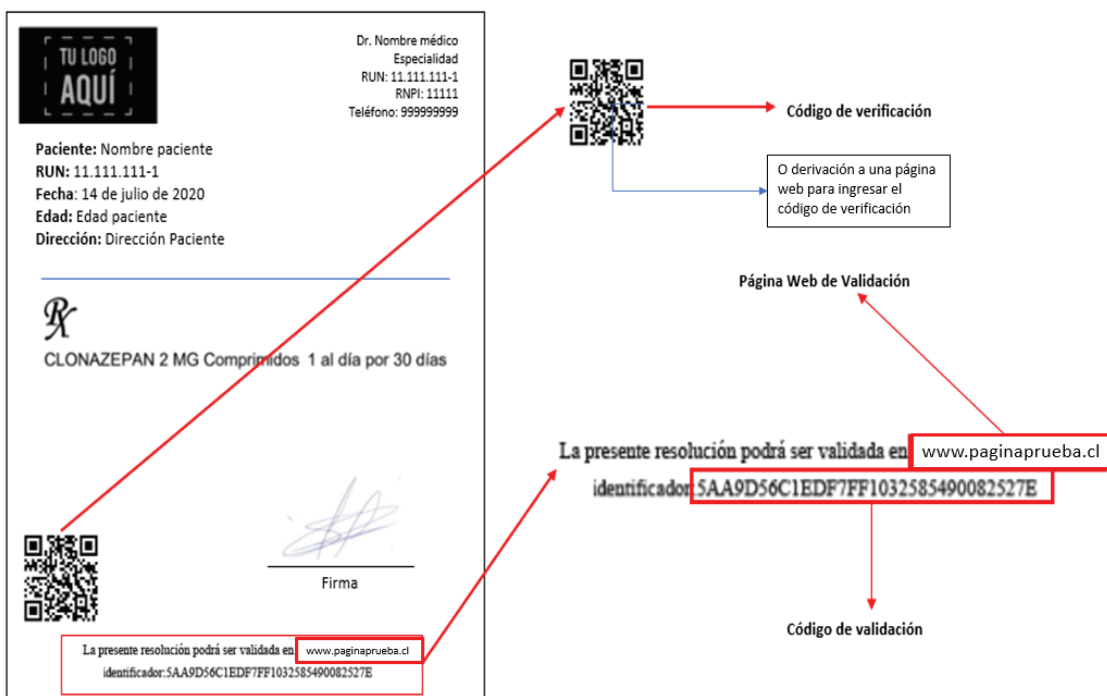 TU LOGO
AQUÍ
Dr. Nombre médico
Especialidad
RUN: 11.111.111-1
RNPI: 11111
Teléfono: 999999999
Paciente: Nombre paciente
RUN: 11.111.111-1
Fecha: 14 de julio de 2020
Edad: Edad paciente
Dirección: Dirección Paciente
Rx
CLONAZEPAN 2 MG Comprimidos 1 al día por 30 días
Firma
La presente resolución podrá ser validada en www.paginaprueba.cl
identificador:5AA9D56C1EDF7FF1032585490082527E
Código de verificación
O derivación a una página
web para ingresar el
código de verificación
Página Web de Validación
La presente resolución podrá ser validada en www.paginaprueba.cl
identificador:5AA9D56C1EDF7FF1032585490082527E
Código de validación